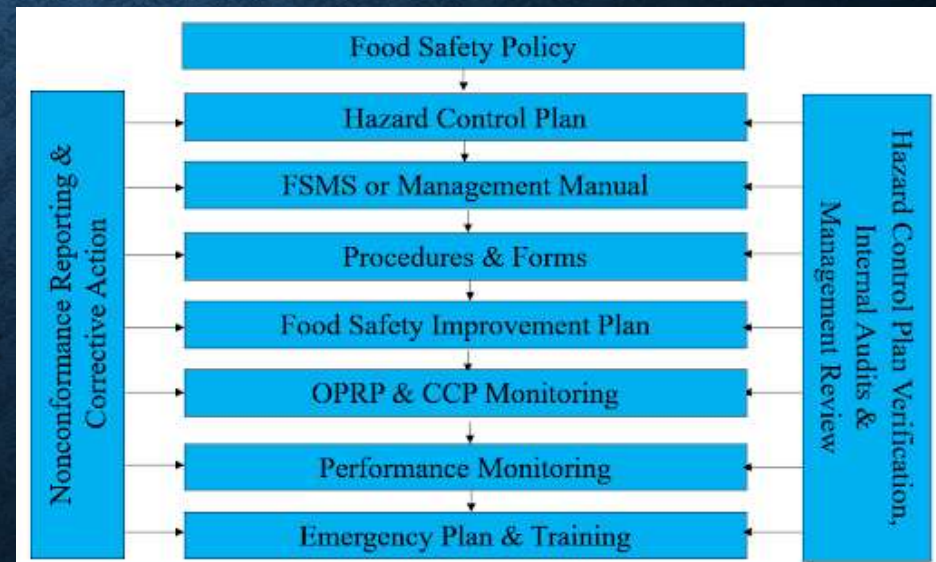 Food Safety Policy
Hazard Control Plan
FSMS or Management Manual
Procedures & Forms
Food Safety Improvement Plan
OPRP & CCP Monitoring
Performance Monitoring
Emergency Plan & Training
Nonconformance Reporting &
Corrective Action
Hazard Control Plan Verification,
Internal Audits &
Management Review